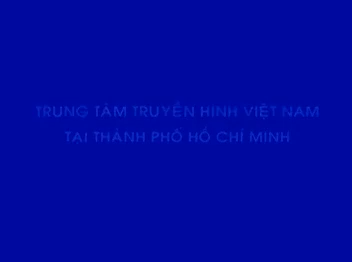 TRUNG TÂM TRUYỀN HÌNH VIỆT NAM
TẠI THÀNH PHỐ HỒ CHÍ MINH